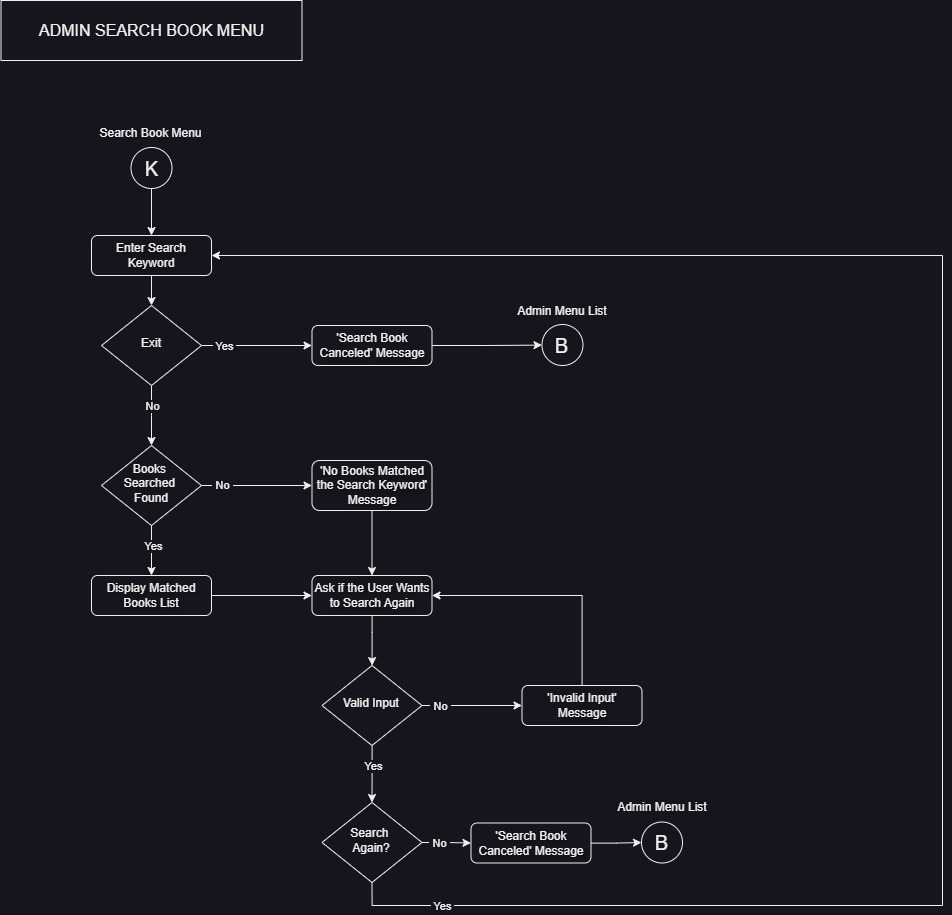 ADMIN SEARCH BOOK MENU
Search Book Menu
K
Enter Search
Keyword
Exit
Yes
'Search Book
Canceled' Message
Admin Menu List
B
No
Books
Searched
Found
No
'No Books Matched
the Search Keyword'
Message
Yes
Display Matched
Books List
Ask if the User Wants
to Search Again
Valid Input
No
'Invalid Input'
Message
Yes
Search
Again?
No
'Search Book
Canceled' Message
Admin Menu List
B
Yes